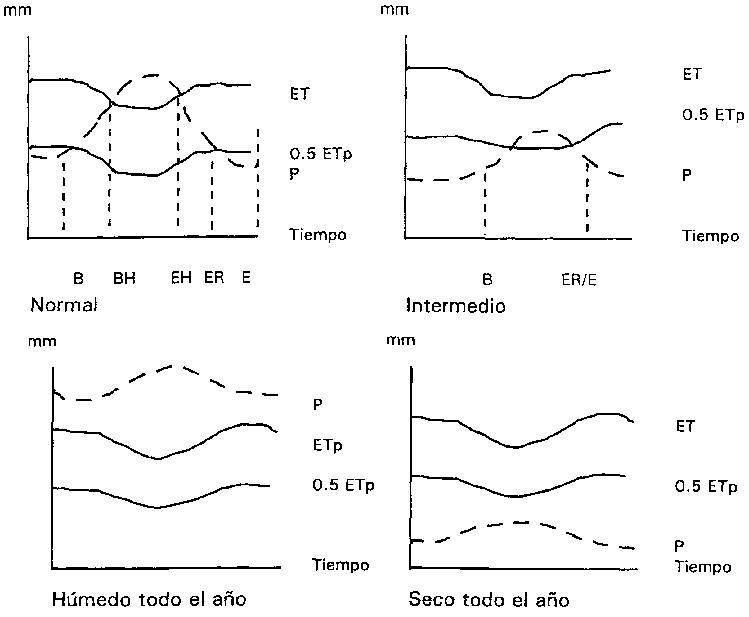 mm
ET
0.5 ETp
P
Tiempo
B BH EH ER E
Normal
mm
ET
0.5 ETp
P
Tiempo
B ER/E
Intermedio
mm
P
ETp
0.5 ETp
Tiempo
Húmedo todo el año
mm
ET
0.5 ETp
P
Tiempo
Seco todo el año